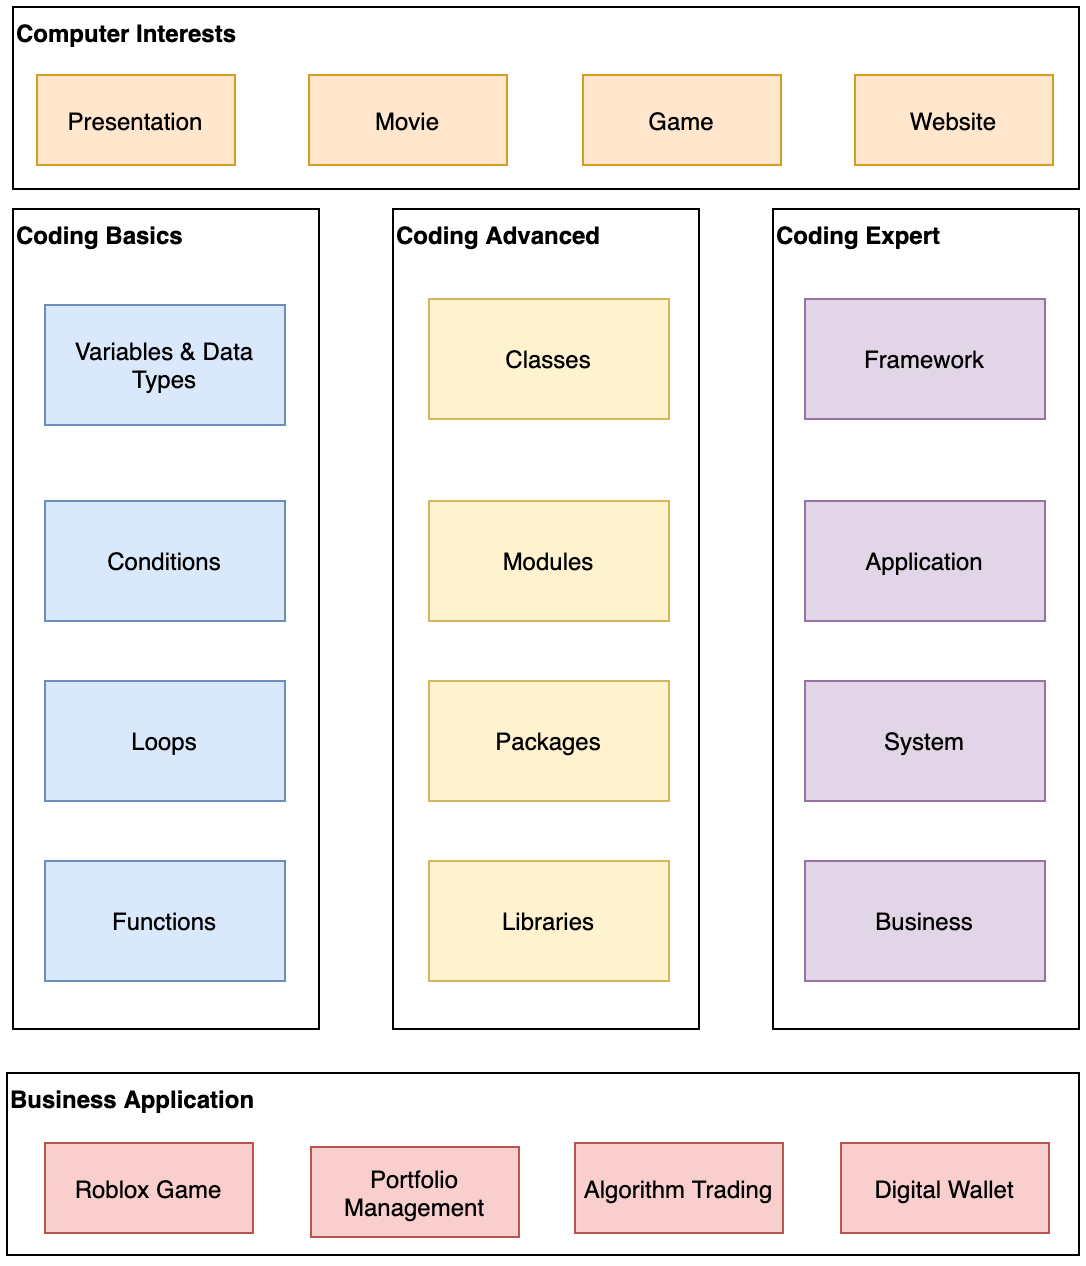 Computer Interests
Presentation
Movie
Game
Website
Coding Basics
Variables & Data
Types
Conditions
Loops
Functions
Coding Advanced
Classes
Modules
Packages
Libraries
Coding Expert
Framework
Application
System
Business
Business Application
Roblox Game
Portfolio
Management
Algorithm Trading
Digital Wallet